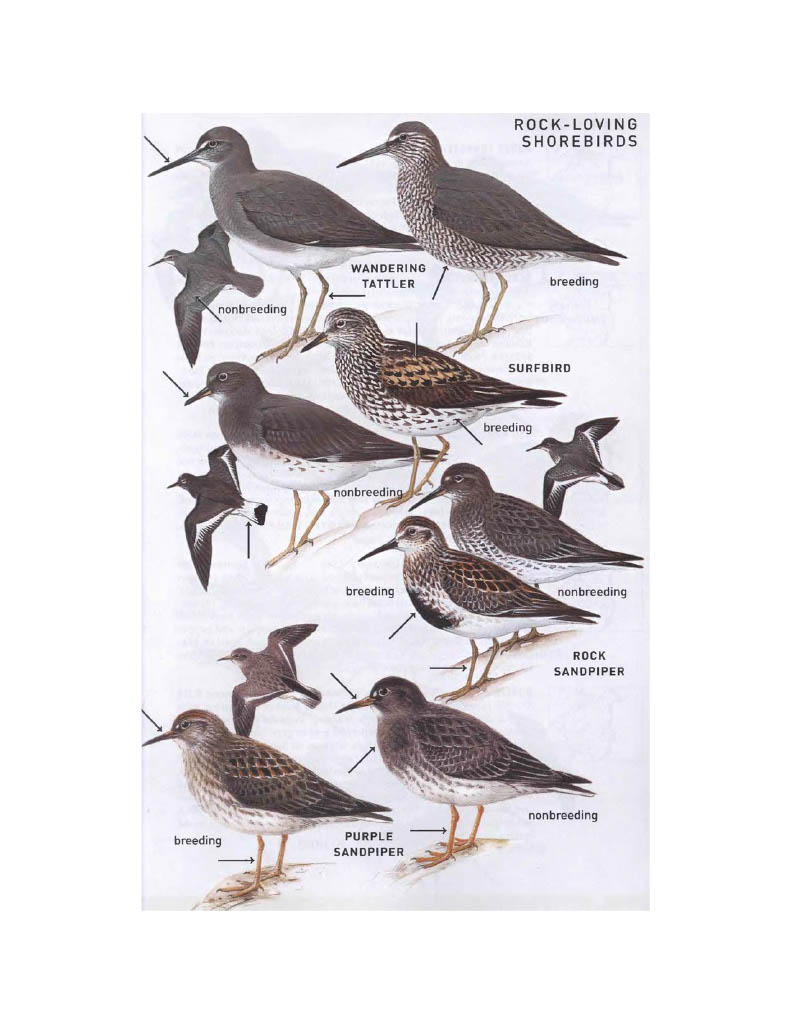 ROCK-LOVING
SHOREBIRDS
WANDERING
TATTLER
breeding
nonbreeding
SURFBIRD
breeding
nonbreeding
breeding
nonbreeding
ROCK
SANDPIPER
nonbreeding
breeding
PURPLE
SANDPIPER